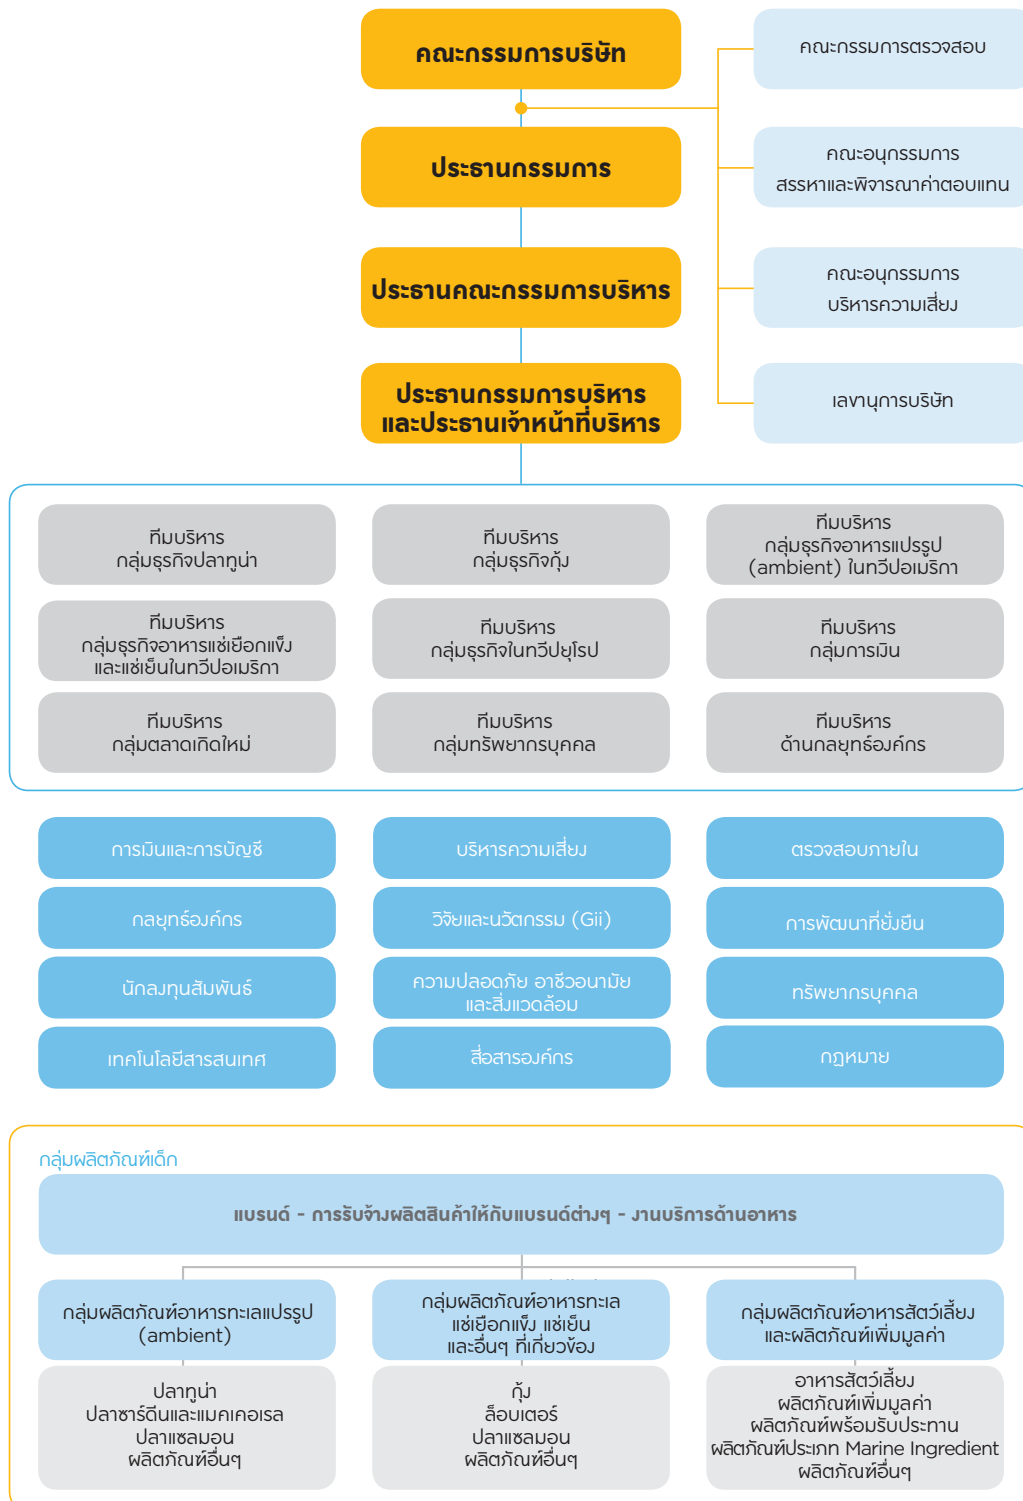 คณะกรรมการบริษัท
คณะกรรมการตรวจสอบ
ประธานกรรมการ
คณะอนุกรรมการ
สรรหาและพิจารณาค่าตอบแทน
ประธานคณะกรรมการบริหาร
คณะอนุกรรมการ
บริหารความเสี่ยง
ประธานกรรมการบริหาร
และประธานเจ้าหน้าที่บริหาร
เลขานุการบริษัท
ทีมบริหาร
กลุ่มธุรกิจปลาทูน่า
ทีมบริหาร
กลุ่มธุรกิจกุ้ง
ทีมบริหาร
กลุ่มธุรกิจอาหารแปรรูป
(ambient) ในทวีปอเมริกา
ทีมบริหาร
กลุ่มธุรกิจอาหารแช่เยือกแข็ง
และแช่เย็นในทวีปอเมริกา
ทีมบริหาร
กลุ่มธุรกิจในทวีปยุโรป
ทีมบริหาร
กลุ่มการเงิน
ทีมบริหาร
กลุ่มตลาดเกิดใหม่
ทีมบริหาร
กลุ่มทรัพยากรบุคคล
ทีมบริหาร
ด้านกลยุทธ์องค์กร
การเงินและการบัญชี
บริหารความเสี่ยง
ตรวจสอบภายใน
กลยุทธ์องค์กร
วิจัยและนวัตกรรม (Gii)
การพัฒนาที่ยั่งยืน
นักลงทุนสัมพันธ์
ความปลอดภัย อาชีวอนามัย
และสิ่งแวดล้อม
ทรัพยากรบุคคล
เทคโนโลยีสารสนเทศ
สื่อสารองค์กร
กฎหมาย
กลุ่มผลิตภัณฑ์เด็ก
แบรนด์ - การรับจ้างผลิตสินค้าให้กับแบรนด์ต่างๆ - งานบริการด้านอาหาร
กลุ่มผลิตภัณฑ์อาหารทะเลแปรรูป
(ambient)
กลุ่มผลิตภัณฑ์อาหารทะเล
แช่เยือกแข็ง แช่เย็น
และอื่นๆ ที่เกี่ยวข้อง
กลุ่มผลิตภัณฑ์อาหารสัตว์เลี้ยง
และผลิตภัณฑ์เพิ่มมูลค่า
ปลาทูน่า
ปลาซาร์ดีนและแมคเคอเรล
ปลาแซลมอน
ผลิตภัณฑ์อื่นๆ
กุ้ง
ล็อบเตอร์
ปลาแซลมอน
ผลิตภัณฑ์อื่นๆ
อาหารสัตว์เลี้ยง
ผลิตภัณฑ์เพิ่มมูลค่า
ผลิตภัณฑ์พร้อมรับประทาน
ผลิตภัณฑ์ประเภท Marine Ingredient
ผลิตภัณฑ์อื่นๆ